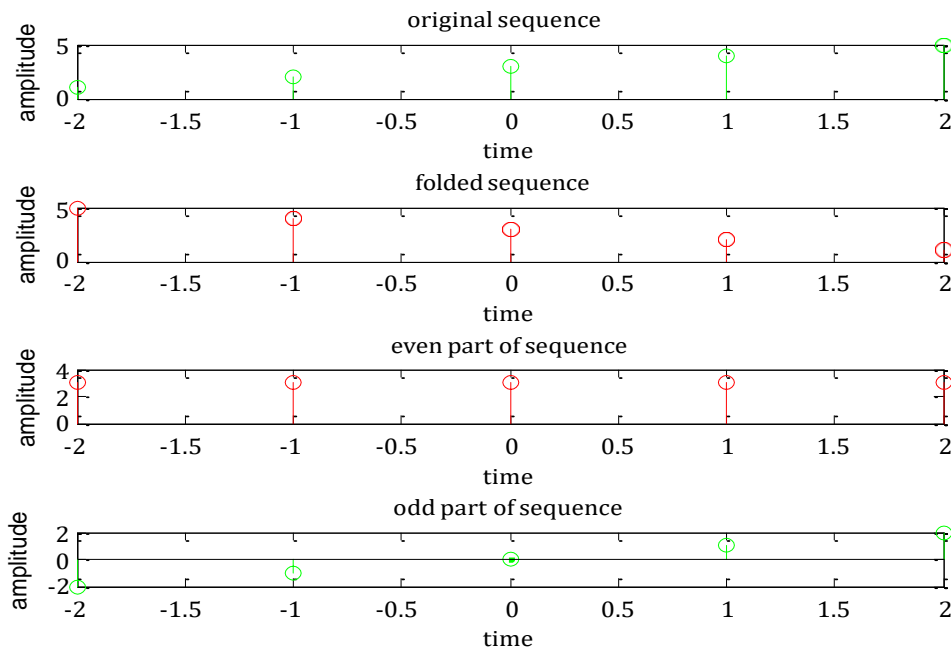 original sequence
amplitude
5
0
-2 -1.5 -1 -0.5 0 0.5 1 1.5 2
time
folded sequence
amplitude
5
0
-2 -1.5 -1 -0.5 0 0.5 1 1.5 2
time
even part of sequence
amplitude
4
2
0
-2 -1.5 -1 -0.5 0 0.5 1 1.5 2
time
odd part of sequence
amplitude
2
0
-2
-2 -1.5 -1 -0.5 0 0.5 1 1.5 2
time